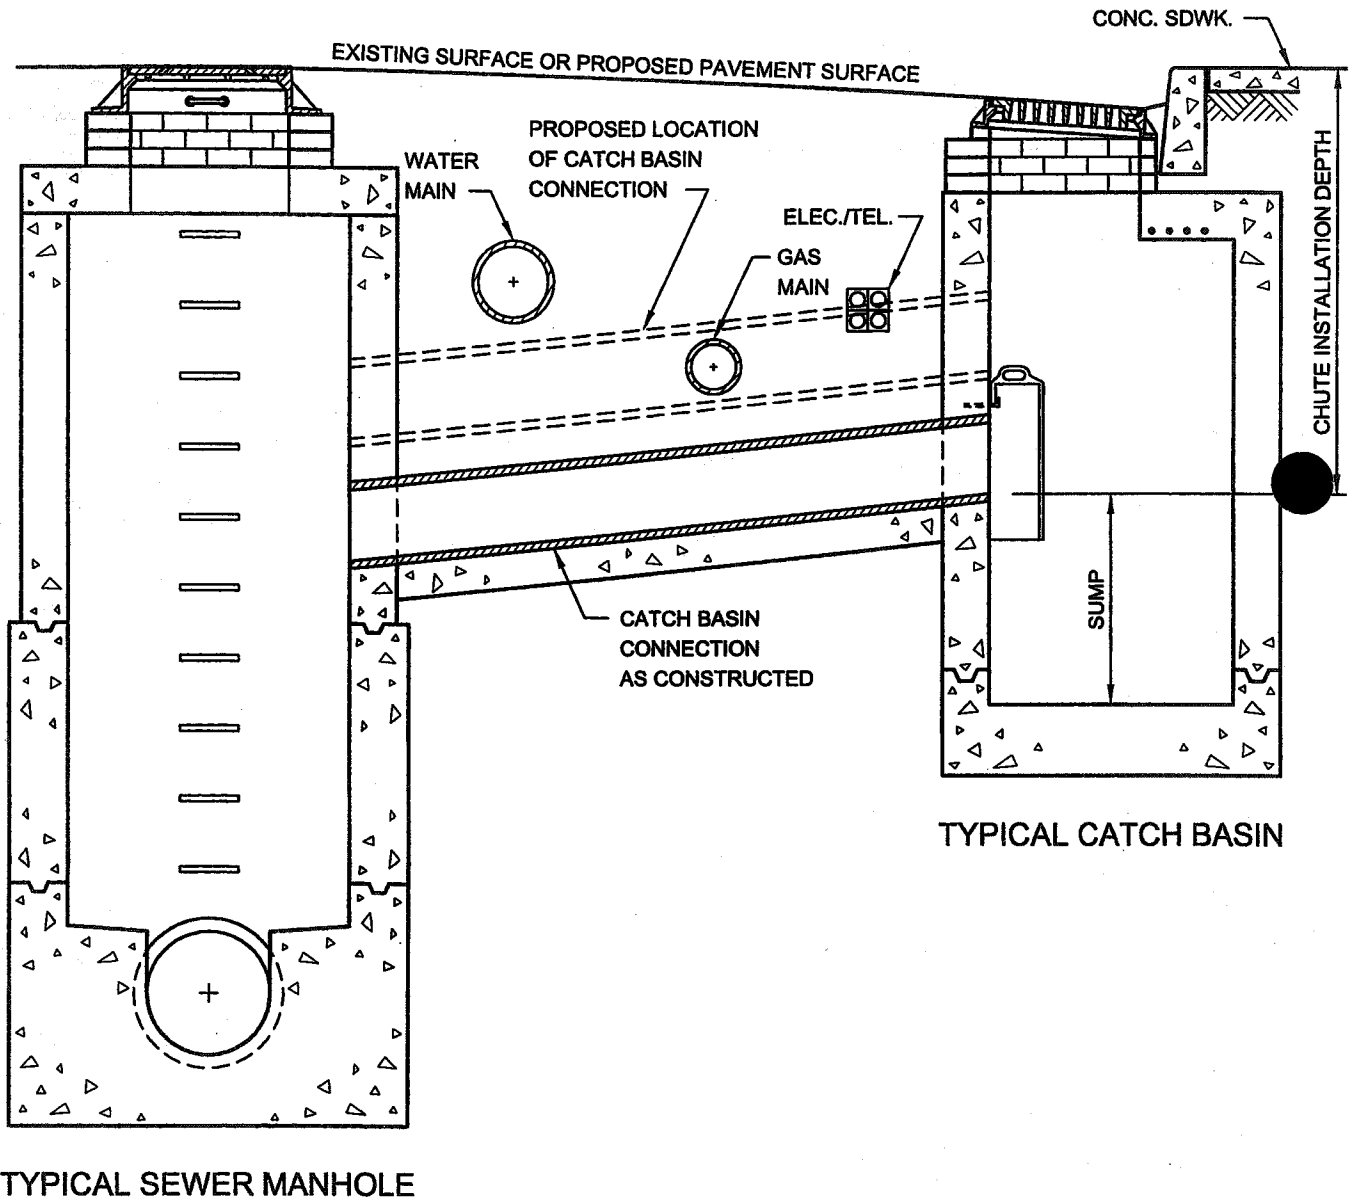 CONC. SDWK.
EXISTING SURFACE OR PROPOSED PAVEMENT SURFACE
PROPOSED LOCATION
OF CATCH BASIN
CONNECTION
WATER
MAIN
ELEC./TEL.
GAS
MAIN
CHUTE INSTALLATION DEPTH
SUMP
CATCH BASIN
CONNECTION
AS CONSTRUCTED
TYPICAL CATCH BASIN
TYPICAL SEWER MANHOLE